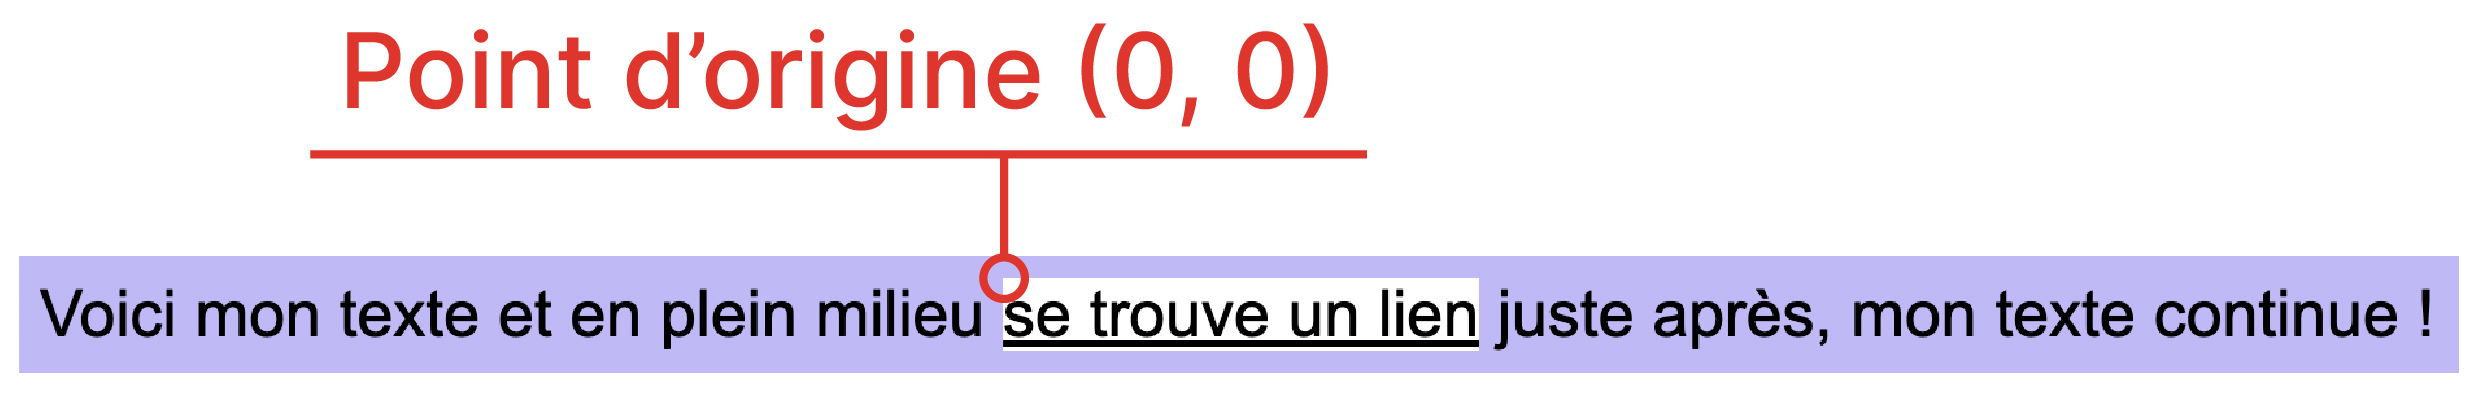 Point d’origine (0, 0)
Voici mon texte et en plein milieu se trouve un lien juste après, mon texte continue !